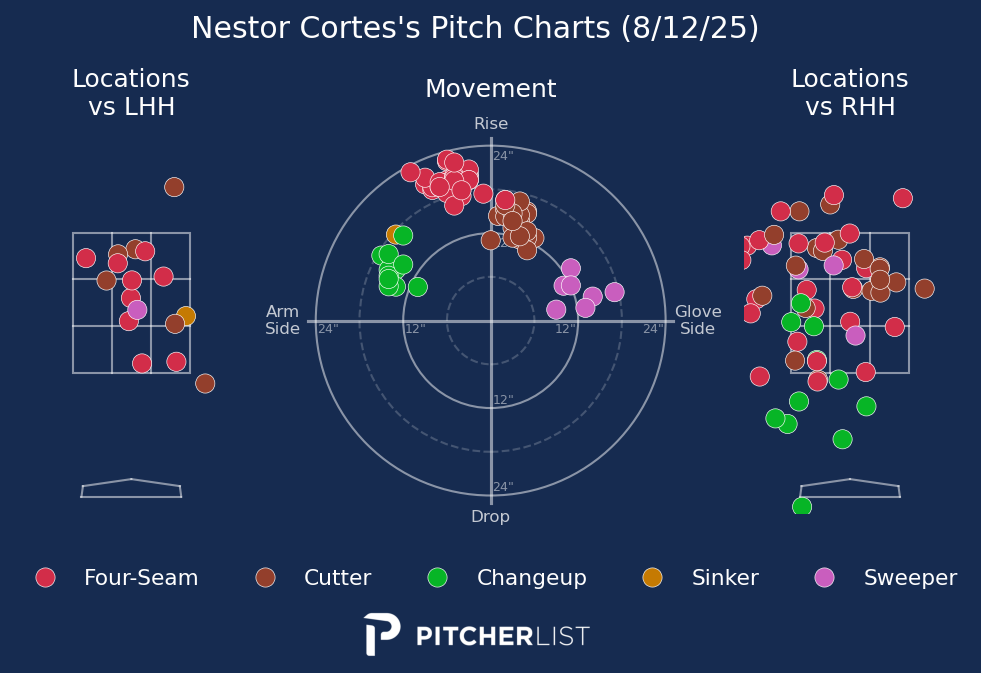 Nestor Cortes's Pitch Charts (8/12/25)
Locations
vs LHH
Movement
Locations
vs RHH
Rise
24"
12"
Arm
Side
24"
12"
12"
24"
Glove
Side
12"
24"
Drop
Four-Seam
Cutter
Changeup
Sinker
Sweeper
PITCHERLIST